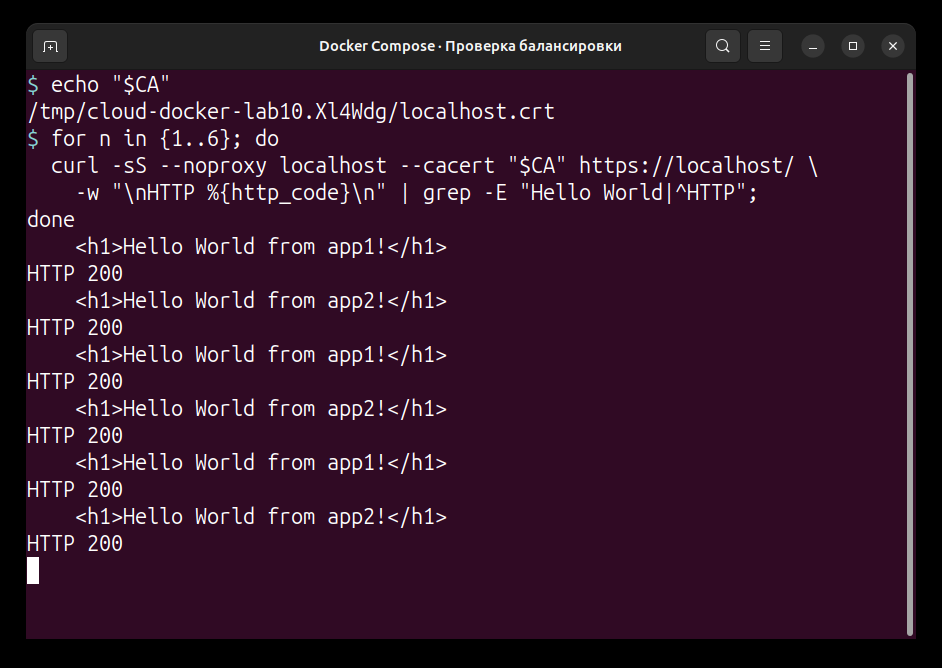 Docker Compose · Проверка балансировки
$ echo "$CA"
/tmp/cloud-docker-lab10.Xl4Wdg/localhost.crt
$ for n in {1..6}; do
  curl -sS --noproxy localhost --cacert "$CA" https://localhost/ \
    -w "\nHTTP %{http_code}\n" | grep -E "Hello World|^HTTP";
done
    <h1>Hello World from app1!</h1>
HTTP 200
    <h1>Hello World from app2!</h1>
HTTP 200
    <h1>Hello World from app1!</h1>
HTTP 200
    <h1>Hello World from app2!</h1>
HTTP 200
    <h1>Hello World from app1!</h1>
HTTP 200
    <h1>Hello World from app2!</h1>
HTTP 200